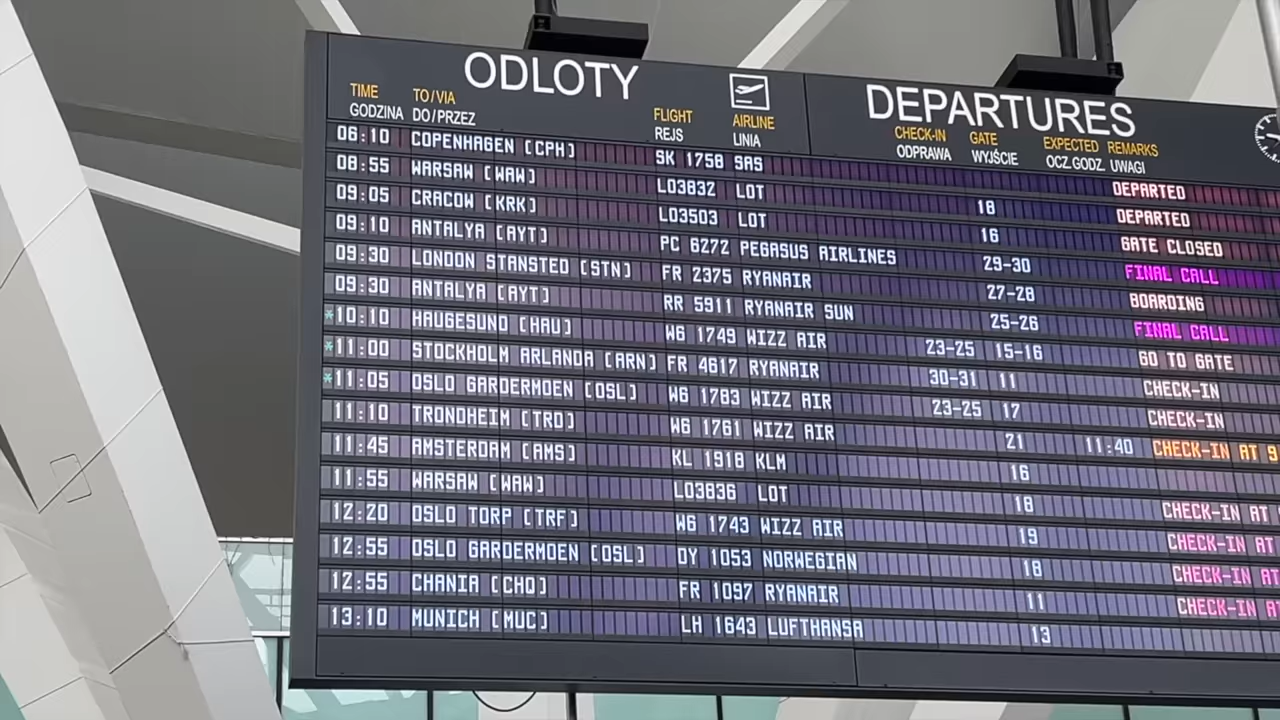 ODLOTY DEPARTURES
TIME TO/VIA FLIGHT AIRLINE CHECK-IN GATE EXPECTED REMARKS
GODZINA DO/PRZEZ REJS LINIA ODPRAWA WYJŚCIE OCZ.GODZ. UWAGI
06:10 COPENHAGEN [CPH] SK 1758 SAS DEPARTED
08:55 WARSAW [WAW] LO3832 LOT 18 DEPARTED
09:05 CRACOW [KRK] LO3503 LOT 16 GATE CLOSED
09:10 ANTALYA [AYT] PC 6272 PEGASUS AIRLINES 29-30 FINAL CALL
09:30 LONDON STANSTED [STN] FR 2375 RYANAIR 27-28 BOARDING
09:30 ANTALYA [AYT] RR 5911 RYANAIR SUN 25-26 FINAL CALL
*10:10 HAUGESUND [HAU] W6 1749 WIZZ AIR 23-25 15-16 GO TO GATE
*11:00 STOCKHOLM ARLANDA [ARN] FR 4617 RYANAIR 30-31 11 CHECK-IN
*11:05 OSLO GARDERMOEN [OSL] W6 1783 WIZZ AIR 23-25 17 CHECK-IN
11:10 TRONDHEIM [TRD] W6 1761 WIZZ AIR 21 11:40 CHECK-IN AT 9
11:45 AMSTERDAM [AMS] KL 1918 KLM 16
11:55 WARSAW [WAW] LO3836 LOT 18 CHECK-IN AT
12:20 OSLO TORP [TRF] W6 1743 WIZZ AIR 19 CHECK-IN AT
12:55 OSLO GARDERMOEN [OSL] DY 1053 NORWEGIAN 18 CHECK-IN AT
12:55 CHANIA [CHQ] FR 1097 RYANAIR 11 CHECK-IN AT
13:10 MUNICH [MUC] LH 1643 LUFTHANSA 13